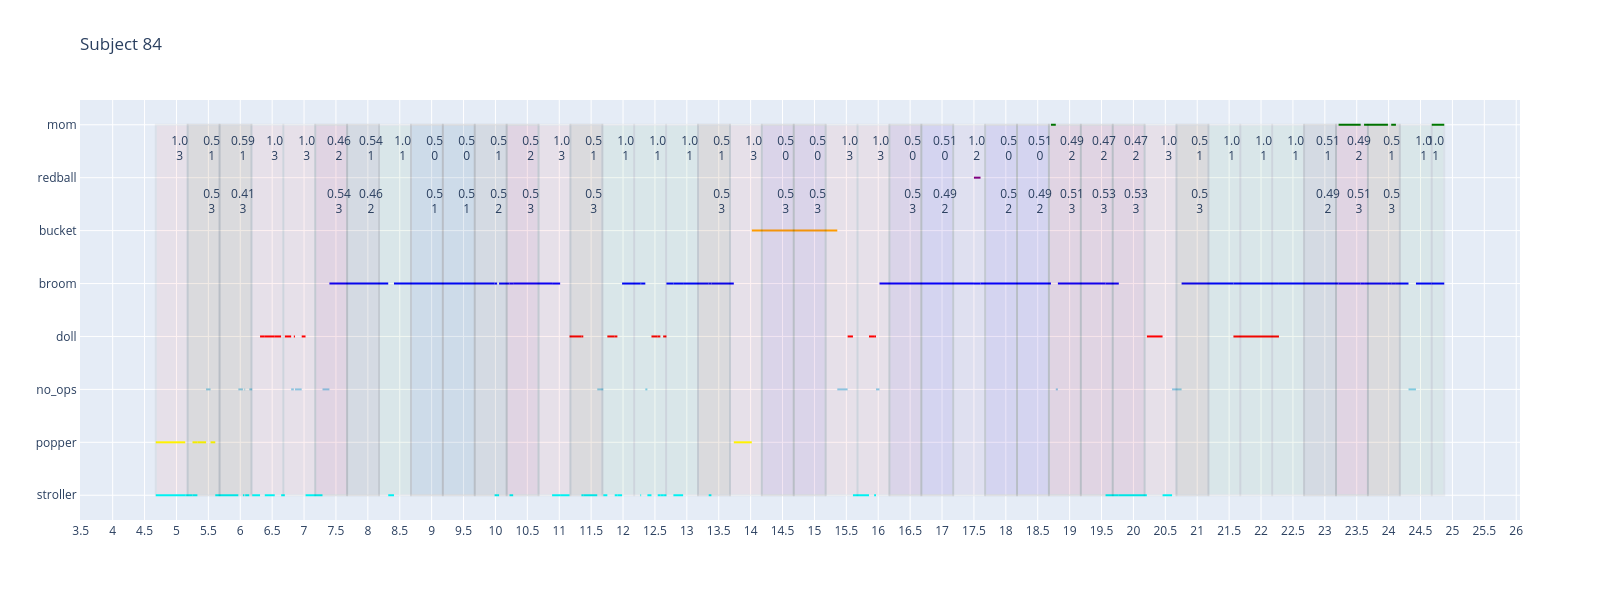 Subject 84
mom
1.0 0.5 0.59 1.0 1.0 0.46 0.54 1.0 0.5 0.5 0.5 0.5 1.0 0.5 1.0 1.0 1.0 0.5 1.0 0.5 0.5 1.0 1.0 0.5 0.51 1.0 0.5 0.51 0.49 0.47 0.47 1.0 0.5 1.0 1.0 1.0 0.51 0.49 0.5 1.0 1.0
3 1 1 3 3 2 1 1 0 0 1 2 3 1 1 1 1 1 3 0 0 3 3 0 0 2 0 0 2 2 2 3 1 1 1 1 1 2 1 1 1
redball
0.5 0.41 0.54 0.46 0.5 0.5 0.5 0.5 0.5 0.5 0.5 0.5 0.5 0.49 0.5 0.49 0.51 0.53 0.53 0.5 0.49 0.51 0.5
3 3 3 2 1 1 2 3 3 3 3 3 3 2 2 2 3 3 3 3 2 3 3
bucket
broom
doll
no_ops
popper
stroller
3.5 4 4.5 5 5.5 6 6.5 7 7.5 8 8.5 9 9.5 10 10.5 11 11.5 12 12.5 13 13.5 14 14.5 15 15.5 16 16.5 17 17.5 18 18.5 19 19.5 20 20.5 21 21.5 22 22.5 23 23.5 24 24.5 25 25.5 26